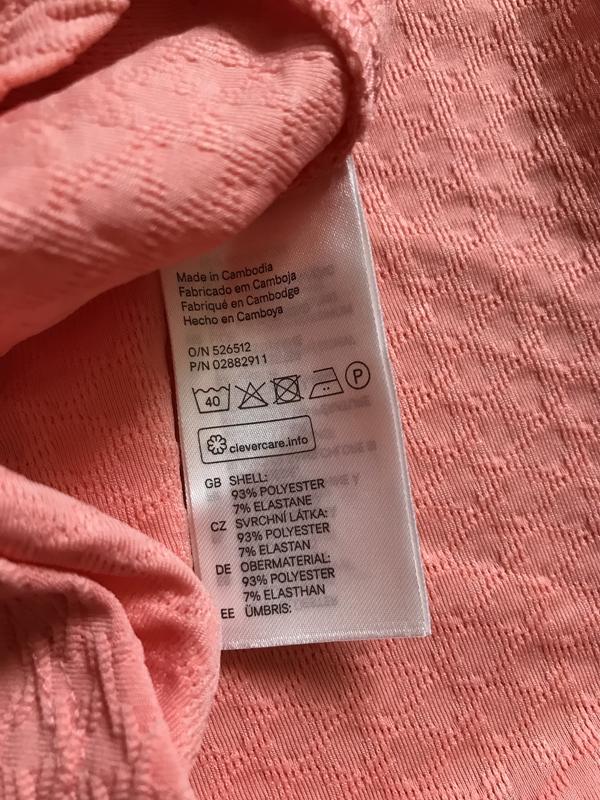 Made in Cambodia
Fabricado em Camboja
Fabriqué en Cambodge
Hecho en Camboya
O/N 526512
P/N 02882911
40 P
clevercare.info
GB SHELL:
93% POLYESTER
7% ELASTANE
CZ SVRCHNÍ LÁTKA:
93% POLYESTER
7% ELASTAN
DE OBERMATERIAL:
93% POLYESTER
7% ELASTHAN
EE ÜMBRIS: